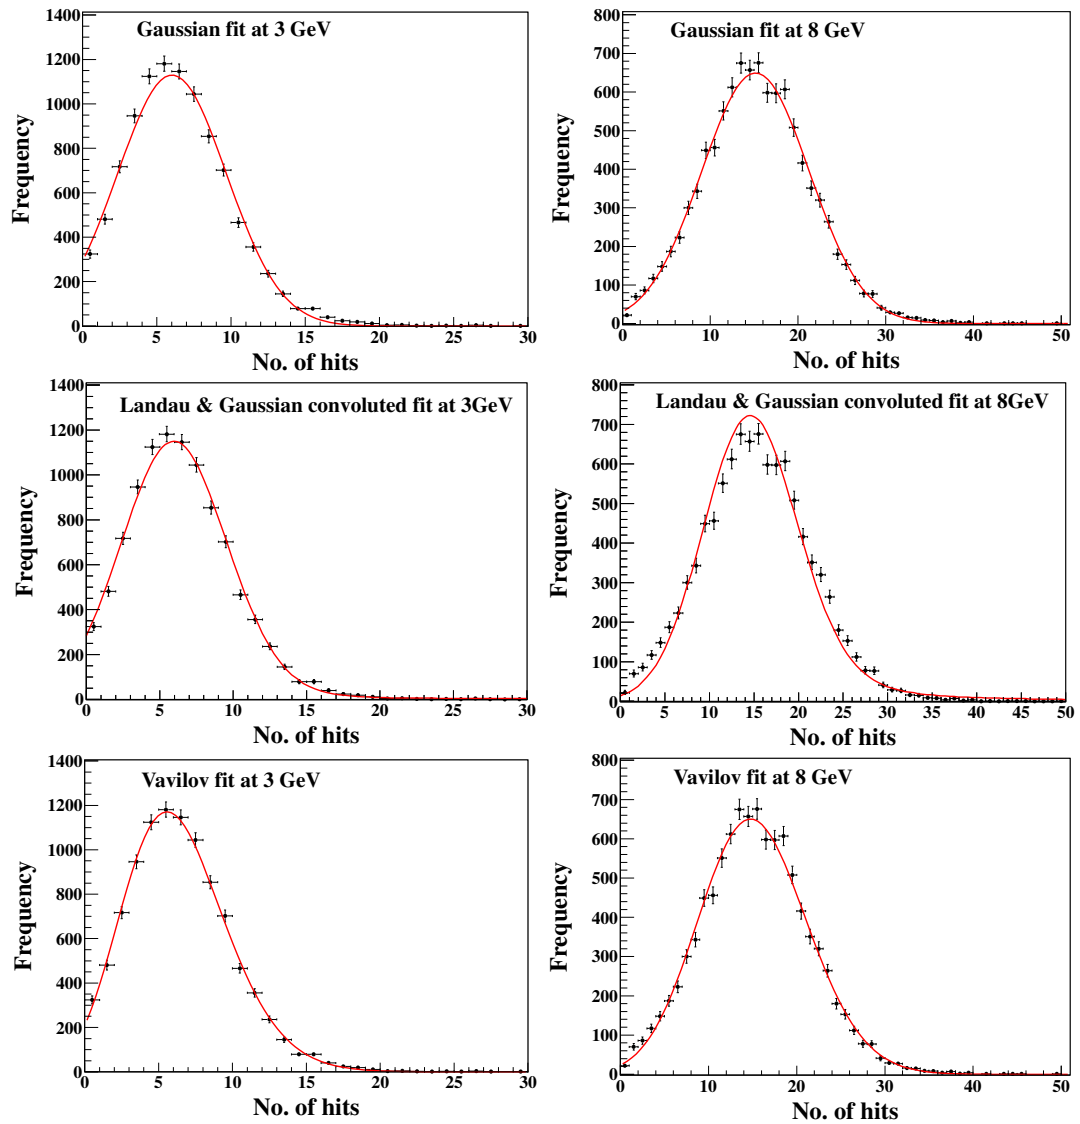 Gaussian fit at 3 GeV
Frequency
1400
1200
1000
800
600
400
200
0
0 5 10 15 20 25 30
No. of hits
Gaussian fit at 8 GeV
Frequency
800
700
600
500
400
300
200
100
0
0 10 20 30 40 50
No. of hits
Landau & Gaussian convoluted fit at 3GeV
Frequency
1400
1200
1000
800
600
400
200
0
0 5 10 15 20 25 30
No. of hits
Landau & Gaussian convoluted fit at 8GeV
Frequency
800
700
600
500
400
300
200
100
0
0 5 10 15 20 25 30 35 40 45 50
No. of hits
Vavilov fit at 3 GeV
Frequency
1400
1200
1000
800
600
400
200
0
0 5 10 15 20 25 30
No. of hits
Vavilov fit at 8 GeV
Frequency
800
700
600
500
400
300
200
100
0
0 10 20 30 40 50
No. of hits